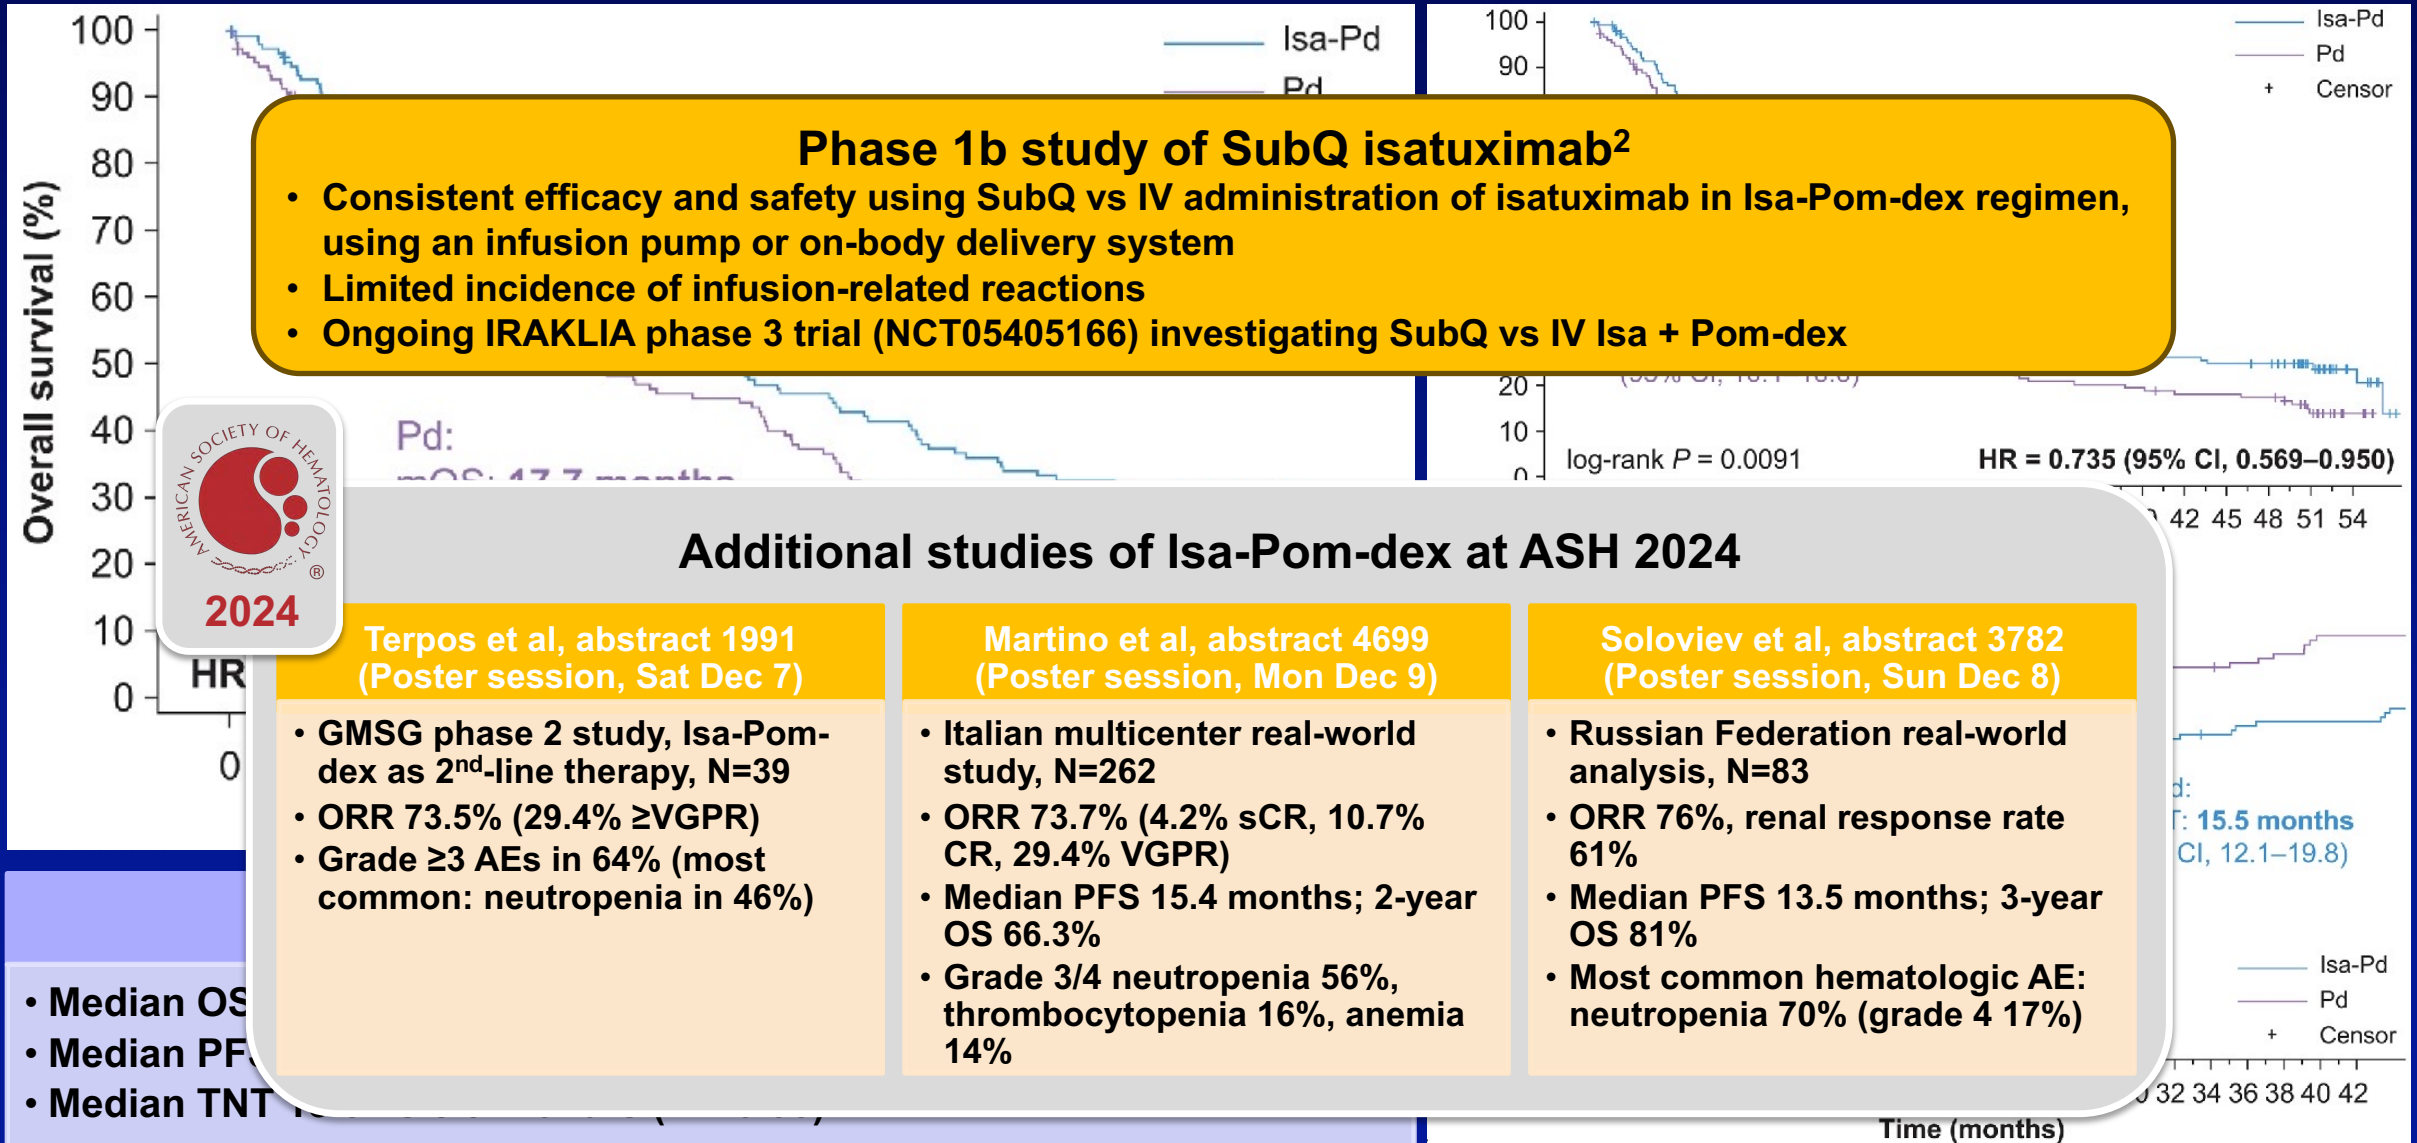 100
90
80
70
60
50
40
30
20
10
0
Overall survival (%)
Isa-Pd
Pd
Pd:
mOS: 17.7 months
HR
0
100
90
20
10
0
Isa-Pd
Pd
+ Censor
log-rank P = 0.0091
HR = 0.735 (95% CI, 0.569–0.950)
42 45 48 51 54
Phase 1b study of SubQ isatuximab²
• Consistent efficacy and safety using SubQ vs IV administration of isatuximab in Isa-Pom-dex regimen,
using an infusion pump or on-body delivery system
• Limited incidence of infusion-related reactions
• Ongoing IRAKLIA phase 3 trial (NCT05405166) investigating SubQ vs IV Isa + Pom-dex
AMERICAN SOCIETY OF HEMATOLOGY
®
2024
Additional studies of Isa-Pom-dex at ASH 2024
Terpos et al, abstract 1991
(Poster session, Sat Dec 7)
• GMSG phase 2 study, Isa-Pom-
dex as 2nd-line therapy, N=39
• ORR 73.5% (29.4% ≥VGPR)
• Grade ≥3 AEs in 64% (most
common: neutropenia in 46%)
Martino et al, abstract 4699
(Poster session, Mon Dec 9)
• Italian multicenter real-world
study, N=262
• ORR 73.7% (4.2% sCR, 10.7%
CR, 29.4% VGPR)
• Median PFS 15.4 months; 2-year
OS 66.3%
• Grade 3/4 neutropenia 56%,
thrombocytopenia 16%, anemia
14%
Soloviev et al, abstract 3782
(Poster session, Sun Dec 8)
• Russian Federation real-world
analysis, N=83
• ORR 76%, renal response rate
61%
• Median PFS 13.5 months; 3-year
OS 81%
• Most common hematologic AE:
neutropenia 70% (grade 4 17%)
d:
T: 15.5 months
CI, 12.1–19.8)
Isa-Pd
Pd
+ Censor
32 34 36 38 40 42
Time (months)
• Median OS
• Median PFS
• Median TNT